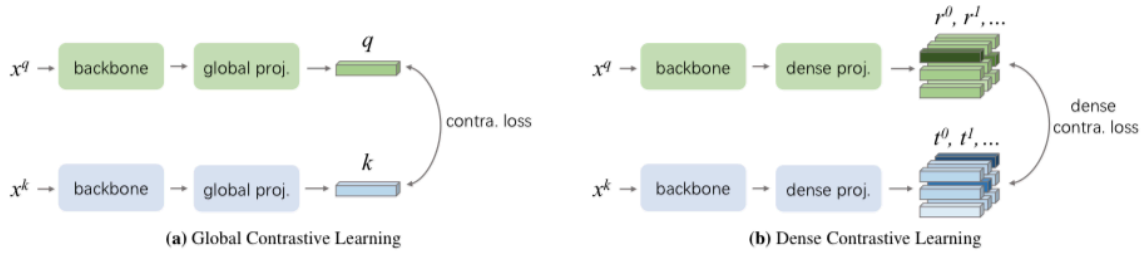 q
x^q backbone global proj.
contra. loss
k
x^k backbone global proj.
(a) Global Contrastive Learning
r^0, r^1,...
x^q backbone dense proj.
dense
contra. loss
t^0, t^1,...
x^k backbone dense proj.
(b) Dense Contrastive Learning